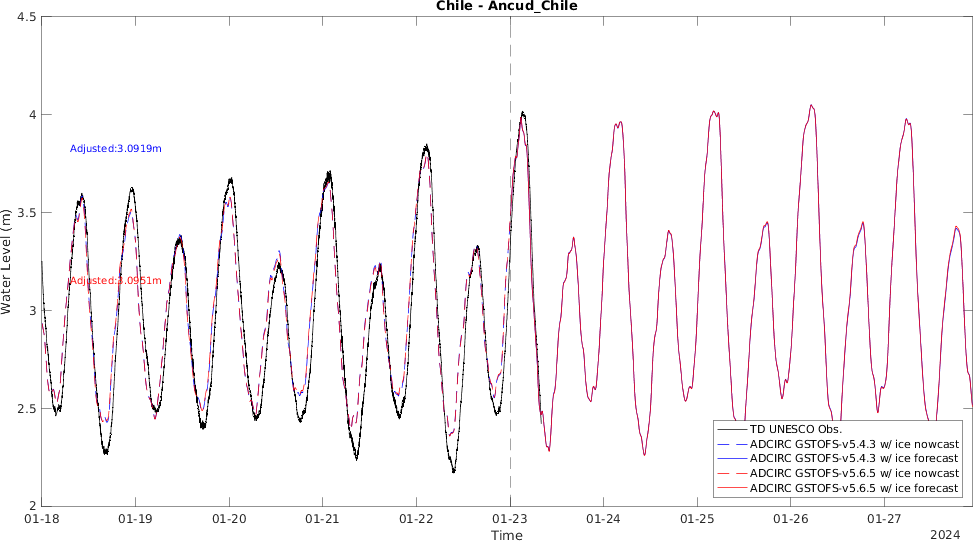 Chile - Ancud_Chile
4.5
4
3.5
3
2.5
2
Water Level (m)
Adjusted:3.0919m
Adjusted:3.0951m
TD UNESCO Obs.
ADCIRC GSTOFS-v5.4.3 w/ ice nowcast
ADCIRC GSTOFS-v5.4.3 w/ ice forecast
ADCIRC GSTOFS-v5.6.5 w/ ice nowcast
ADCIRC GSTOFS-v5.6.5 w/ ice forecast
01-18 01-19 01-20 01-21 01-22 01-23 01-24 01-25 01-26 01-27
Time
2024